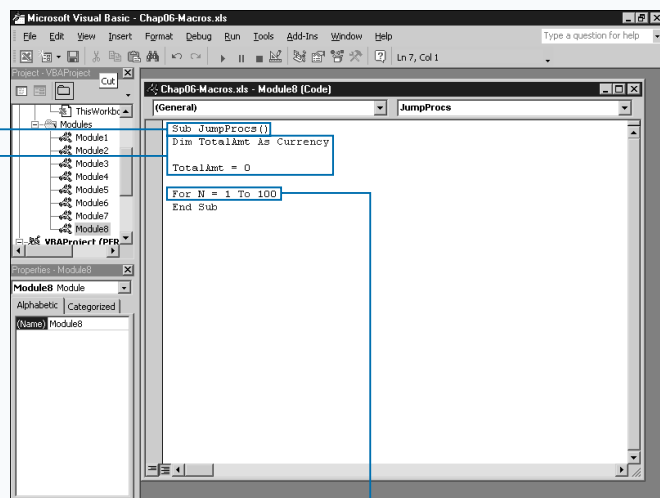 Microsoft Visual Basic - Chap06-Macros.xls
File Edit View Insert Format Debug Run Tools Add-Ins Window Help
Type a question for help
Ln 7, Col 1
Project - VBAProject
Cut
ThisWorkbc
Modules
Module1
Module2
Module3
Module4
Module5
Module6
Module7
Module8
VBAProject (PER
Properties - Module8
Module8 Module
Alphabetic Categorized
(Name) Module8
Chap06-Macros.xls - Module8 (Code)
(General) JumpProcs
Sub JumpProcs()
Dim TotalAmt As Currency
TotalAmt = 0
For N = 1 To 100
End Sub